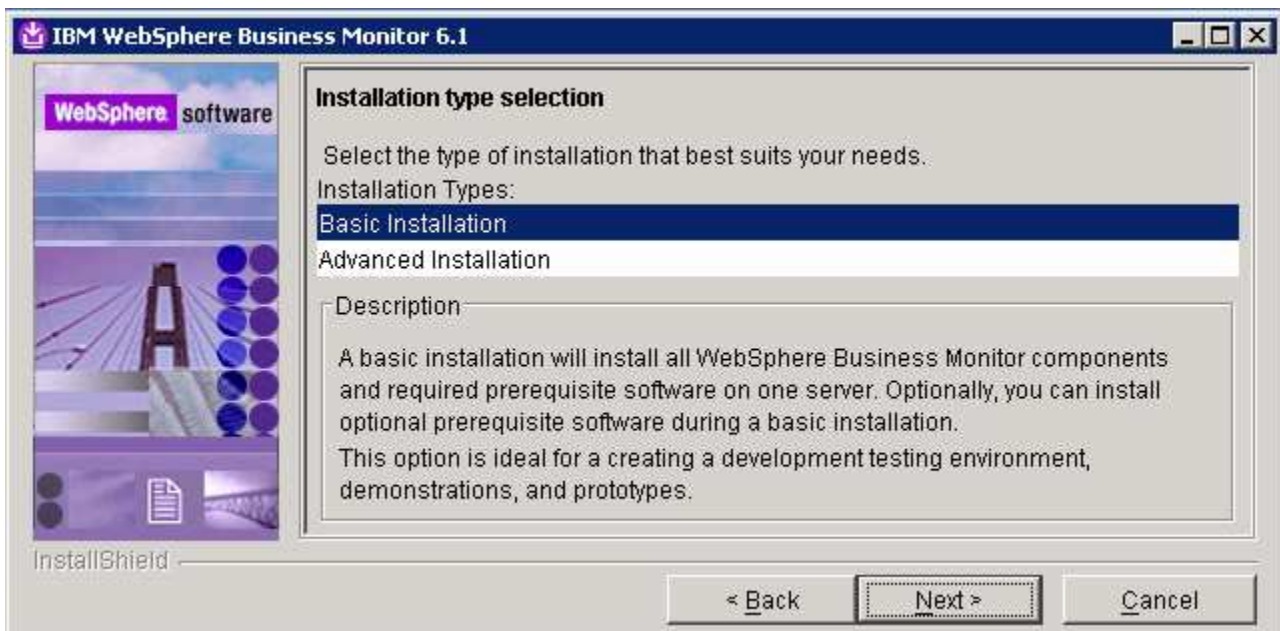 IBM WebSphere Business Monitor 6.1
WebSphere software
Installation type selection
Select the type of installation that best suits your needs.
Installation Types:
Basic Installation
Advanced Installation
Description
A basic installation will install all WebSphere Business Monitor components
and required prerequisite software on one server. Optionally, you can install
optional prerequisite software during a basic installation.
This option is ideal for a creating a development testing environment,
demonstrations, and prototypes.
InstallShield
< Back Next > Cancel